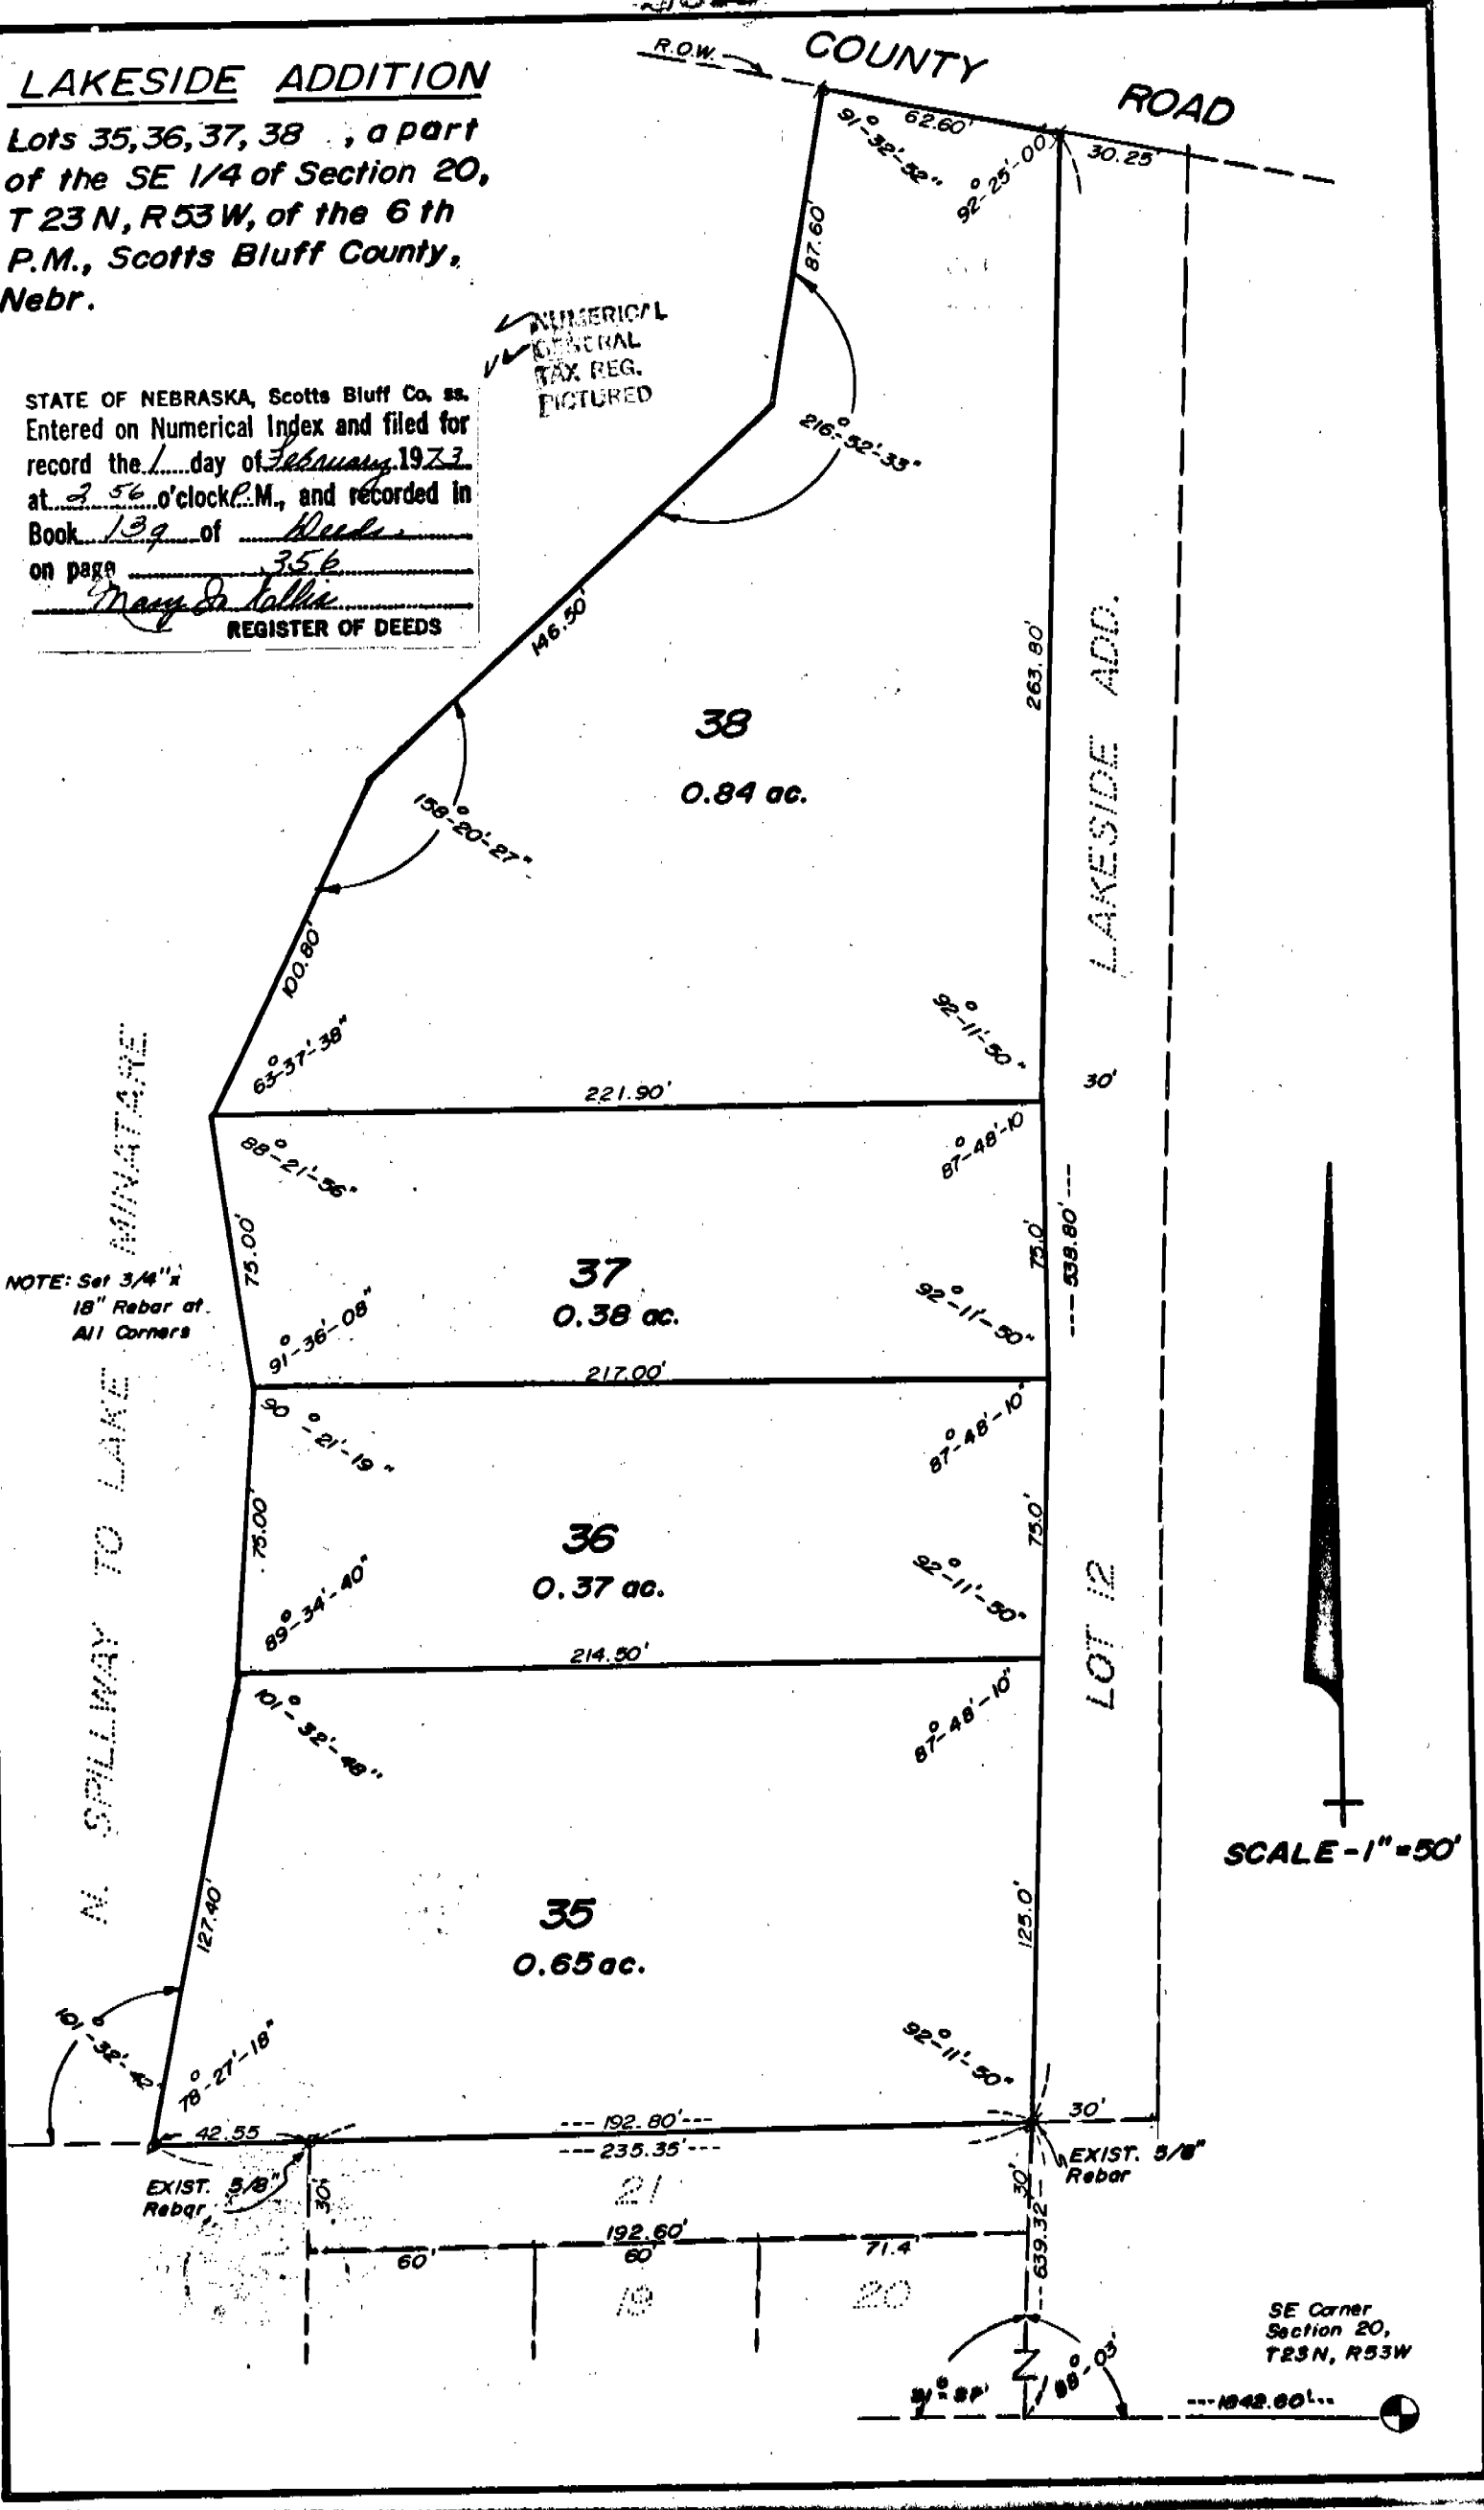 LAKESIDE ADDITION
Lots 35, 36, 37, 38 , a part
of the SE 1/4 of Section 20,
T 23 N, R 53 W, of the 6 th
P.M., Scotts Bluff County,
Nebr.
R.O.W.
COUNTY ROAD
62.60'
30.25'
91°-32'-52"
92°-25'-00"
87.60'
NUMERICAL
GENERAL
TAX REG.
PICTURED
STATE OF NEBRASKA, Scotts Bluff Co. ss.
Entered on Numerical Index and filed for
record the 1 day of February 1973
at 2 56 o'clock P.M., and recorded in
Book 139 of Deeds
on page 356
REGISTER OF DEEDS
216°-52'-33"
146.50'
263.80'
LAKESIDE ADD.
38
0.84 ac.
158°-20'-27"
100.80'
63°-37'-38"
92°-11'-50"
221.90'
30'
88°-21'-56"
87°-48'-10
75.00'
75.0'
---538.80'---
37
0.38 ac.
NOTE: Set 3/4" x
18" Rebar at
All Corners
91°-36'-08"
92°-11'-50"
217.00'
90°-21'-19"
87°-48'-10"
75.00'
75.0'
36
0.37 ac.
89°-34'-40"
92°-11'-50"
214.50'
LOT 12
N. SPILLWAY TO LAKE MINATARE
101°-32'-48"
87°-48'-10"
SCALE - 1" = 50'
127.40'
125.0'
35
0.65 ac.
101°-32'-42
78°-27'-18"
92°-11'-50"
42.55
---192.80'---
30'
---235.35'---
EXIST. 5/8"
Rebar
EXIST. 5/8"
Rebar
30'
21
30'
192.60'
60'
60'
71.4'
--639.32--
19
20
SE Corner
Section 20,
T23N, R53W
88°-03'
---1842.60'---